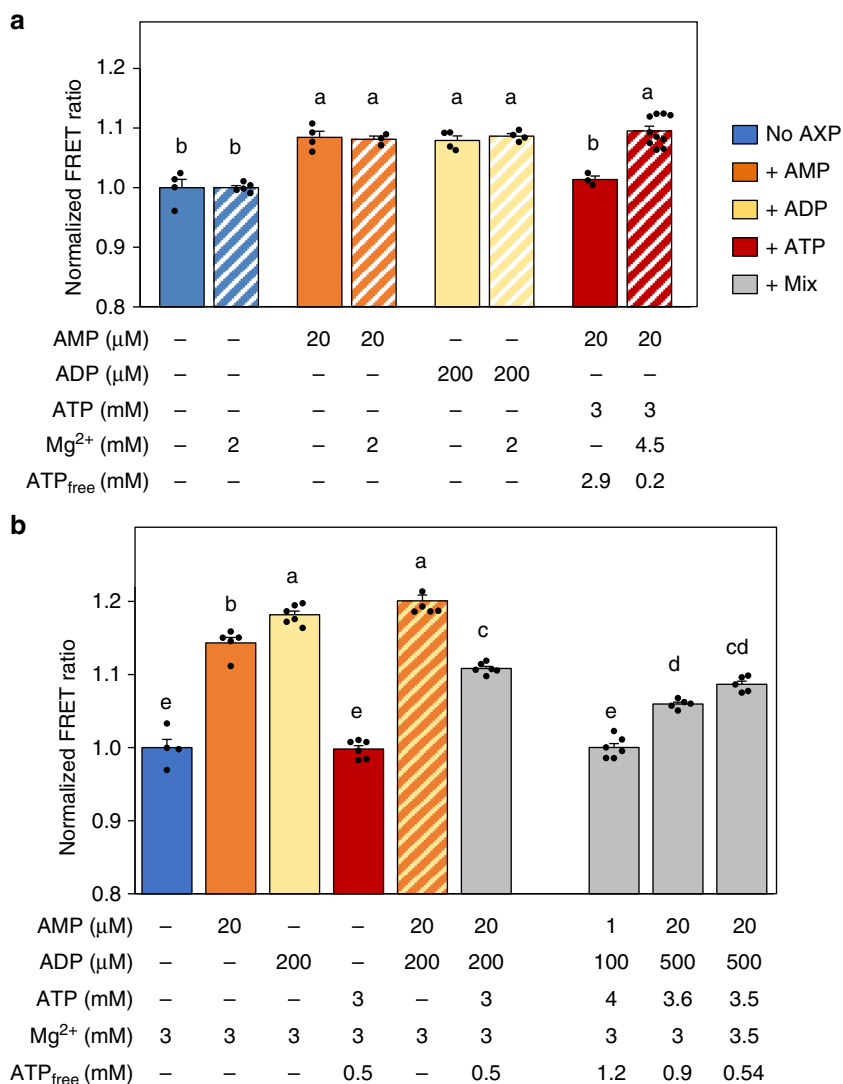 a
Normalized FRET ratio
1.2
1.1
1.0
0.9
0.8
b b a a a a b a
No AXP
+ AMP
+ ADP
+ ATP
+ Mix
AMP (μM) – – 20 20 – – 20 20
ADP (μM) – – – – 200 200 – –
ATP (mM) – – – – – – 3 3
Mg2+ (mM) – 2 – 2 – 2 – 4.5
ATPfree (mM) – – – – – – 2.9 0.2
b
Normalized FRET ratio
1.2
1.1
1.0
0.9
0.8
e b a e a c e d cd
AMP (μM) – 20 – – 20 20 1 20 20
ADP (μM) – – 200 – 200 200 100 500 500
ATP (mM) – – – 3 – 3 4 3.6 3.5
Mg2+ (mM) 3 3 3 3 3 3 3 3 3.5
ATPfree (mM) – – – 0.5 – 0.5 1.2 0.9 0.54